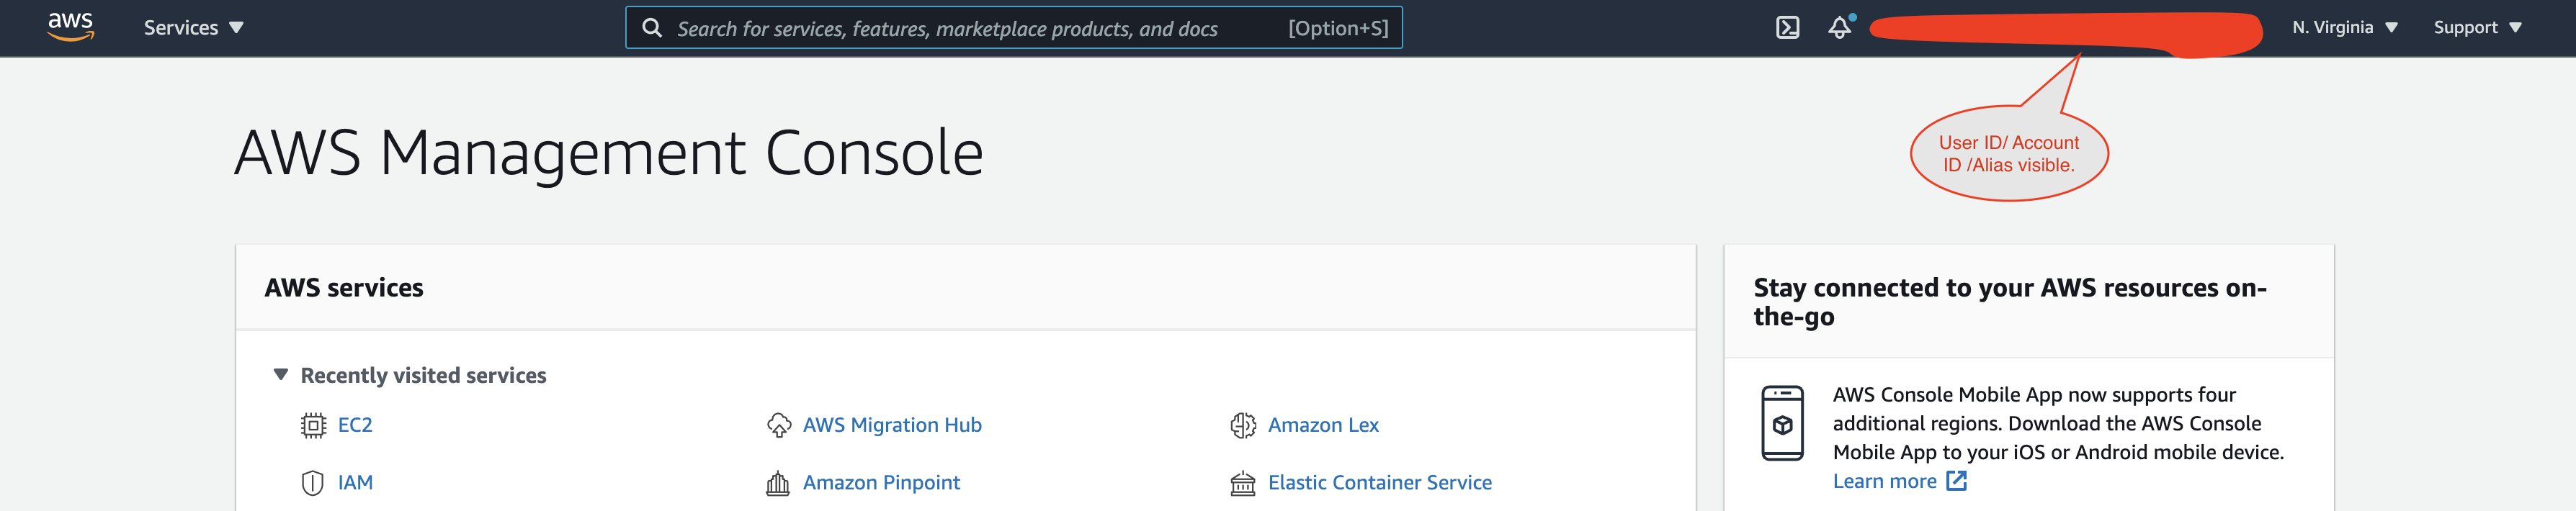 aws
Services
Search for services, features, marketplace products, and docs
[Option+S]
N. Virginia
Support
User ID/ Account
ID /Alias visible.
AWS Management Console
AWS services
Recently visited services
EC2
AWS Migration Hub
Amazon Lex
IAM
Amazon Pinpoint
Elastic Container Service
Stay connected to your AWS resources on-
the-go
AWS Console Mobile App now supports four
additional regions. Download the AWS Console
Mobile App to your iOS or Android mobile device.
Learn more